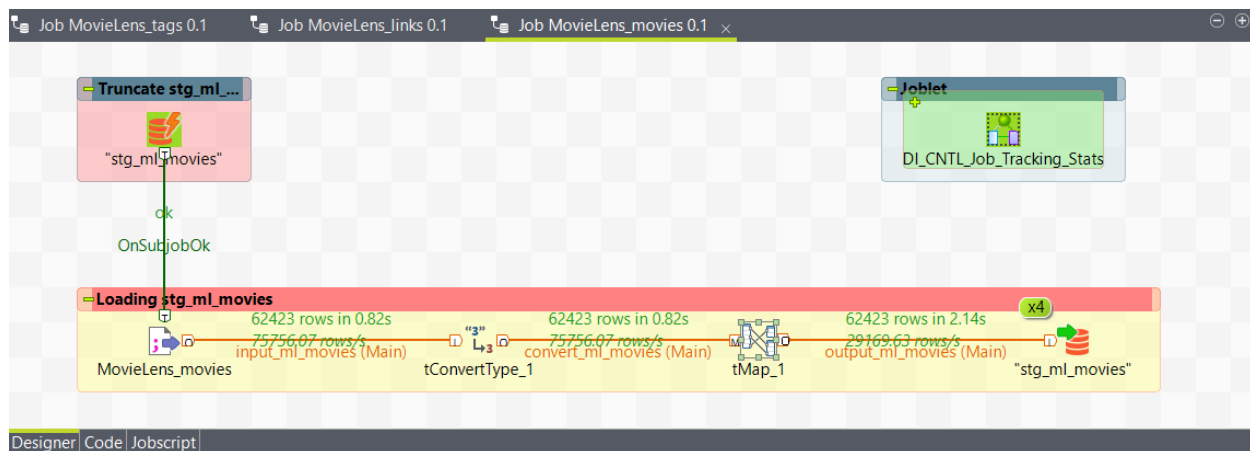 Job MovieLens_tags 0.1
Job MovieLens_links 0.1
Job MovieLens_movies 0.1
Truncate stg_ml_...
"stg_ml_movies"
Joblet
DI_CNTL_Job_Tracking_Stats
ok
OnSubjobOk
Loading stg_ml_movies
62423 rows in 0.82s
75756.07 rows/s
input_ml_movies (Main)
62423 rows in 0.82s
75756.07 rows/s
convert_ml_movies (Main)
62423 rows in 2.14s
29169.63 rows/s
output_ml_movies (Main)
x4
MovieLens_movies
"3"
3
tConvertType_1
tMap_1
"stg_ml_movies"
Designer
Code
Jobscript